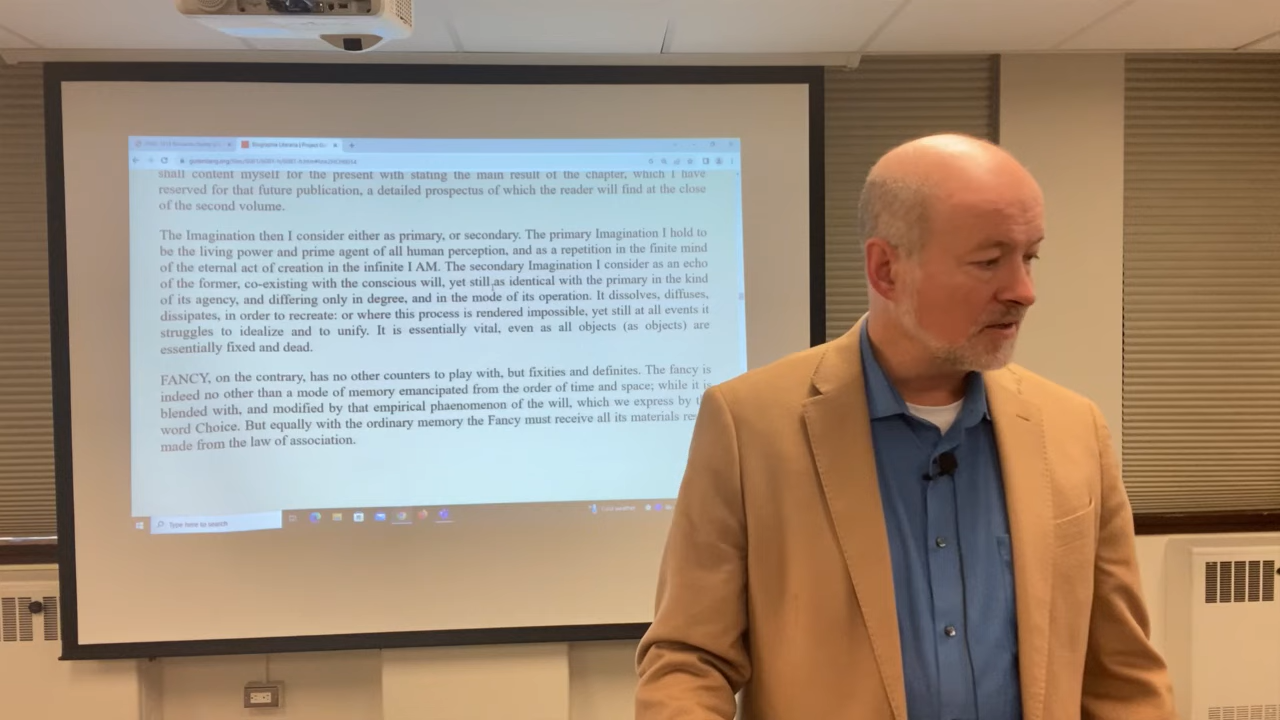 Biographia Literaria | Project Gu
shall content myself for the present with stating the main result of the chapter, which I have
reserved for that future publication, a detailed prospectus of which the reader will find at the close
of the second volume.
The Imagination then I consider either as primary, or secondary. The primary Imagination I hold to
be the living power and prime agent of all human perception, and as a repetition in the finite mind
of the eternal act of creation in the infinite I AM. The secondary Imagination I consider as an echo
of the former, co-existing with the conscious will, yet still as identical with the primary in the kind
of its agency, and differing only in degree, and in the mode of its operation. It dissolves, diffuses,
dissipates, in order to recreate: or where this process is rendered impossible, yet still at all events it
struggles to idealize and to unify. It is essentially vital, even as all objects (as objects) are
essentially fixed and dead.
FANCY, on the contrary, has no other counters to play with, but fixities and definites. The fancy is
indeed no other than a mode of memory emancipated from the order of time and space; while it is
blended with, and modified by that empirical phaenomenon of the will, which we express by
word Choice. But equally with the ordinary memory the Fancy must receive all its materials
made from the law of association.
Type here to search